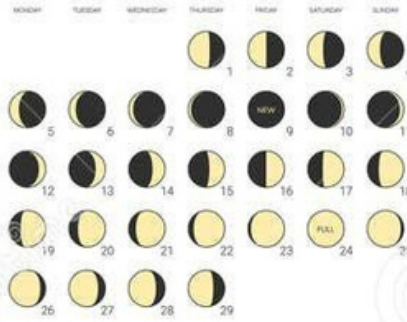 MONDAY TUESDAY WEDNESDAY THURSDAY FRIDAY SATURDAY SUNDAY
1 2 3
NEW
5 6 7 8 9 10
12 13 14 15 16 17 18
FULL
19 20 21 22 23 24
26 27 28 29